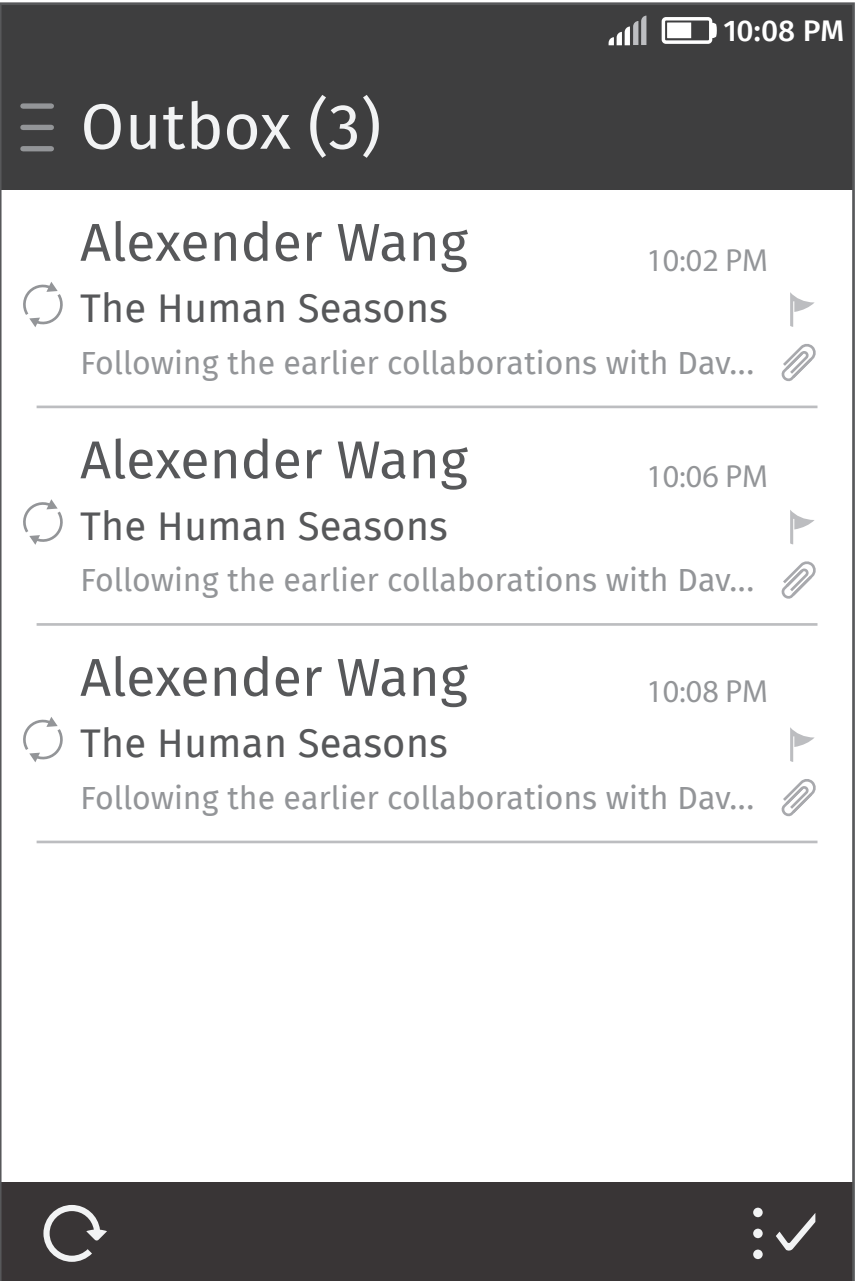 10:08 PM
Outbox (3)
Alexender Wang
10:02 PM
The Human Seasons
Following the earlier collaborations with Dav...
Alexender Wang
10:06 PM
The Human Seasons
Following the earlier collaborations with Dav...
Alexender Wang
10:08 PM
The Human Seasons
Following the earlier collaborations with Dav...